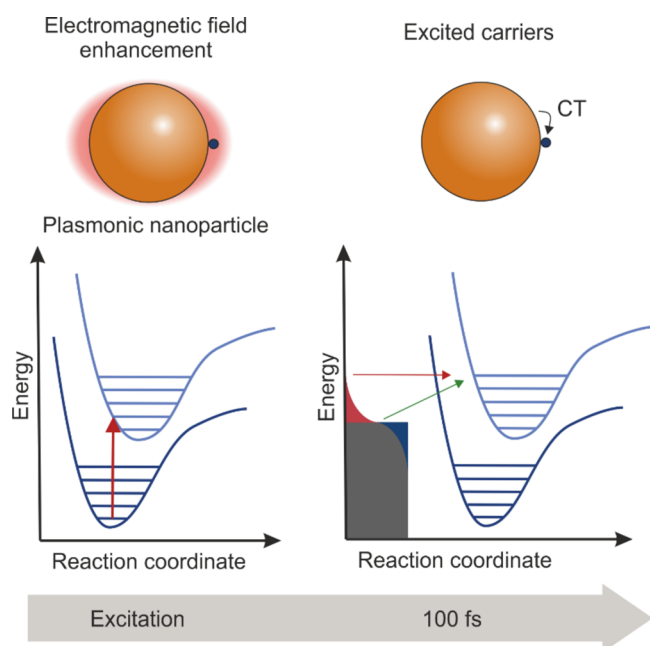 Electromagnetic field
enhancement
Excited carriers
CT
Plasmonic nanoparticle
Energy
Reaction coordinate
Energy
Reaction coordinate
Excitation
100 fs